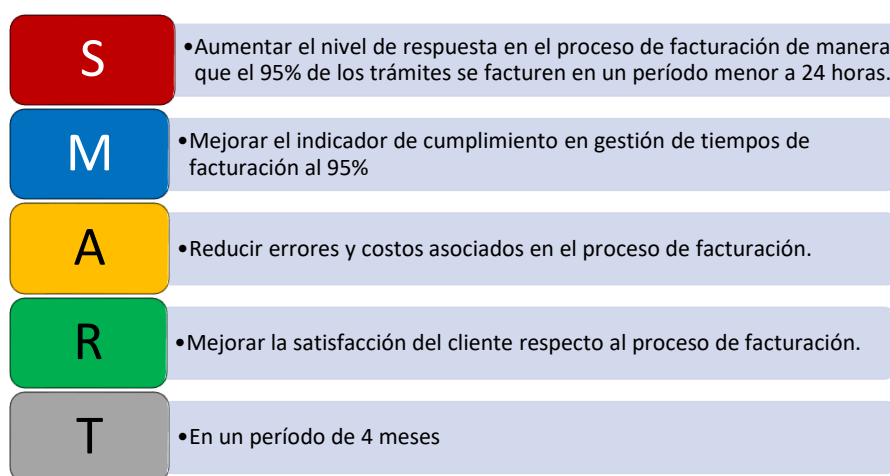 S
•Aumentar el nivel de respuesta en el proceso de facturación de manera
que el 95% de los trámites se facturen en un período menor a 24 horas.
M
•Mejorar el indicador de cumplimiento en gestión de tiempos de
facturación al 95%
A
•Reducir errores y costos asociados en el proceso de facturación.
R
•Mejorar la satisfacción del cliente respecto al proceso de facturación.
T
•En un período de 4 meses